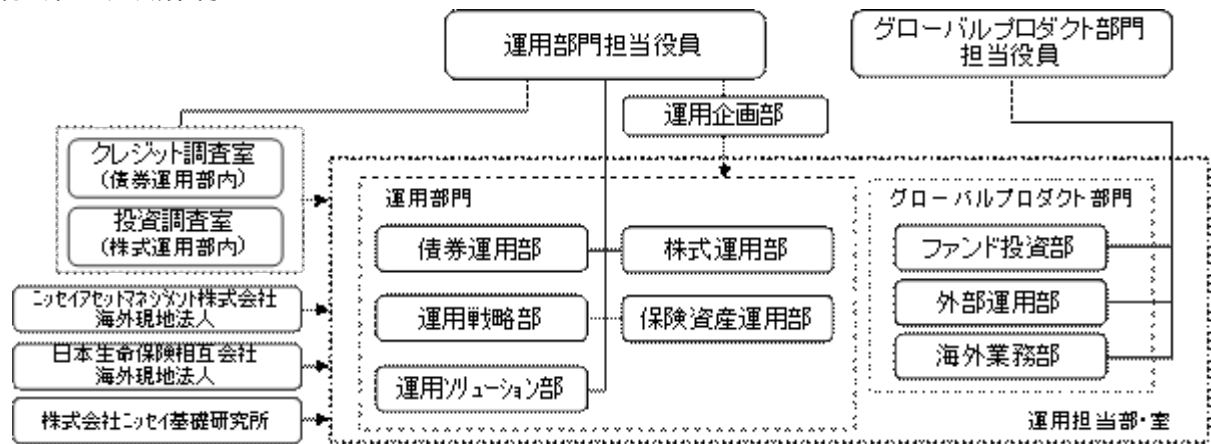 運用部門担当役員
グローバルプロダクト部門
担当役員
運用企画部
クレジット調査室
(債券運用部内)
投資調査室
(株式運用部内)
運用部門
グローバルプロダクト部門
債券運用部
株式運用部
ファンド投資部
ニッセイアセットマネジメント株式会社
海外現地法人
運用戦略部
保険資産運用部
外部運用部
日本生命保険相互会社
海外現地法人
海外業務部
運用ソリューション部
株式会社ニッセイ基礎研究所
運用担当部・室